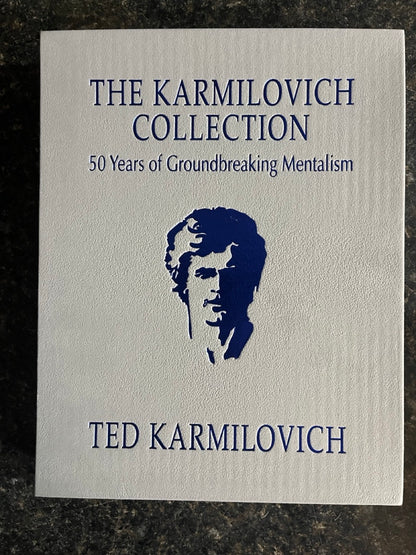 THE KARMILOVICH
COLLECTION
50 Years of Groundbreaking Mentalism
TED KARMILOVICH